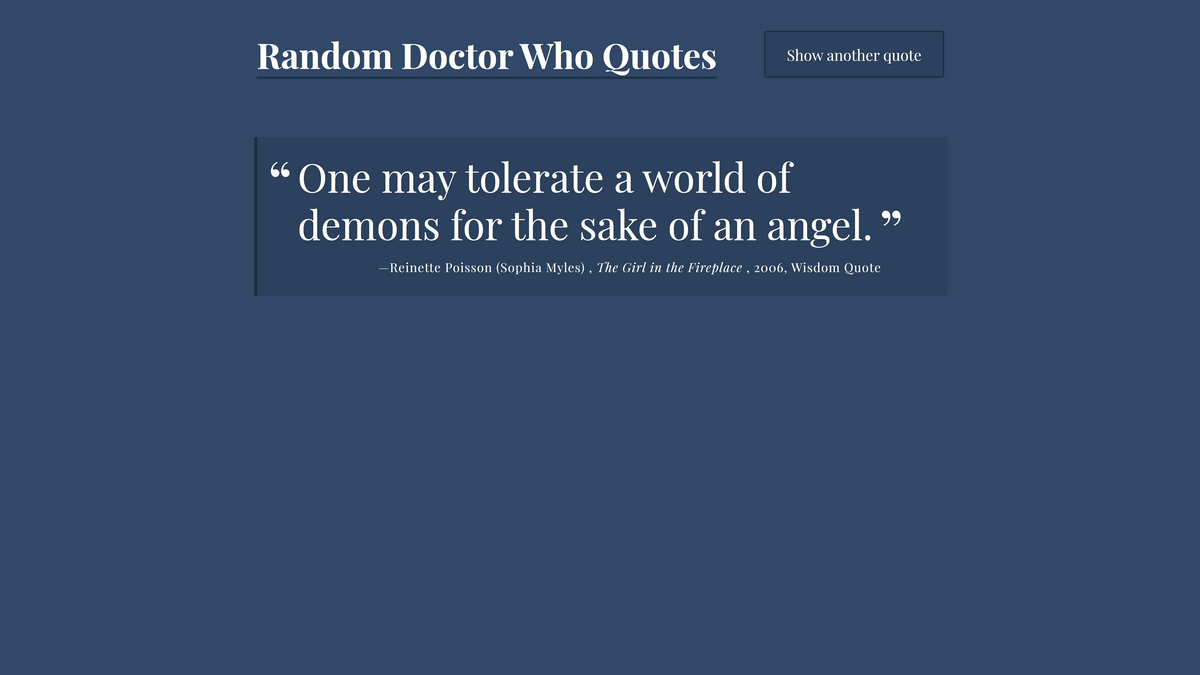 Random Doctor Who Quotes
Show another quote
“ One may tolerate a world of
demons for the sake of an angel. ”
—Reinette Poisson (Sophia Myles) , The Girl in the Fireplace , 2006, Wisdom Quote